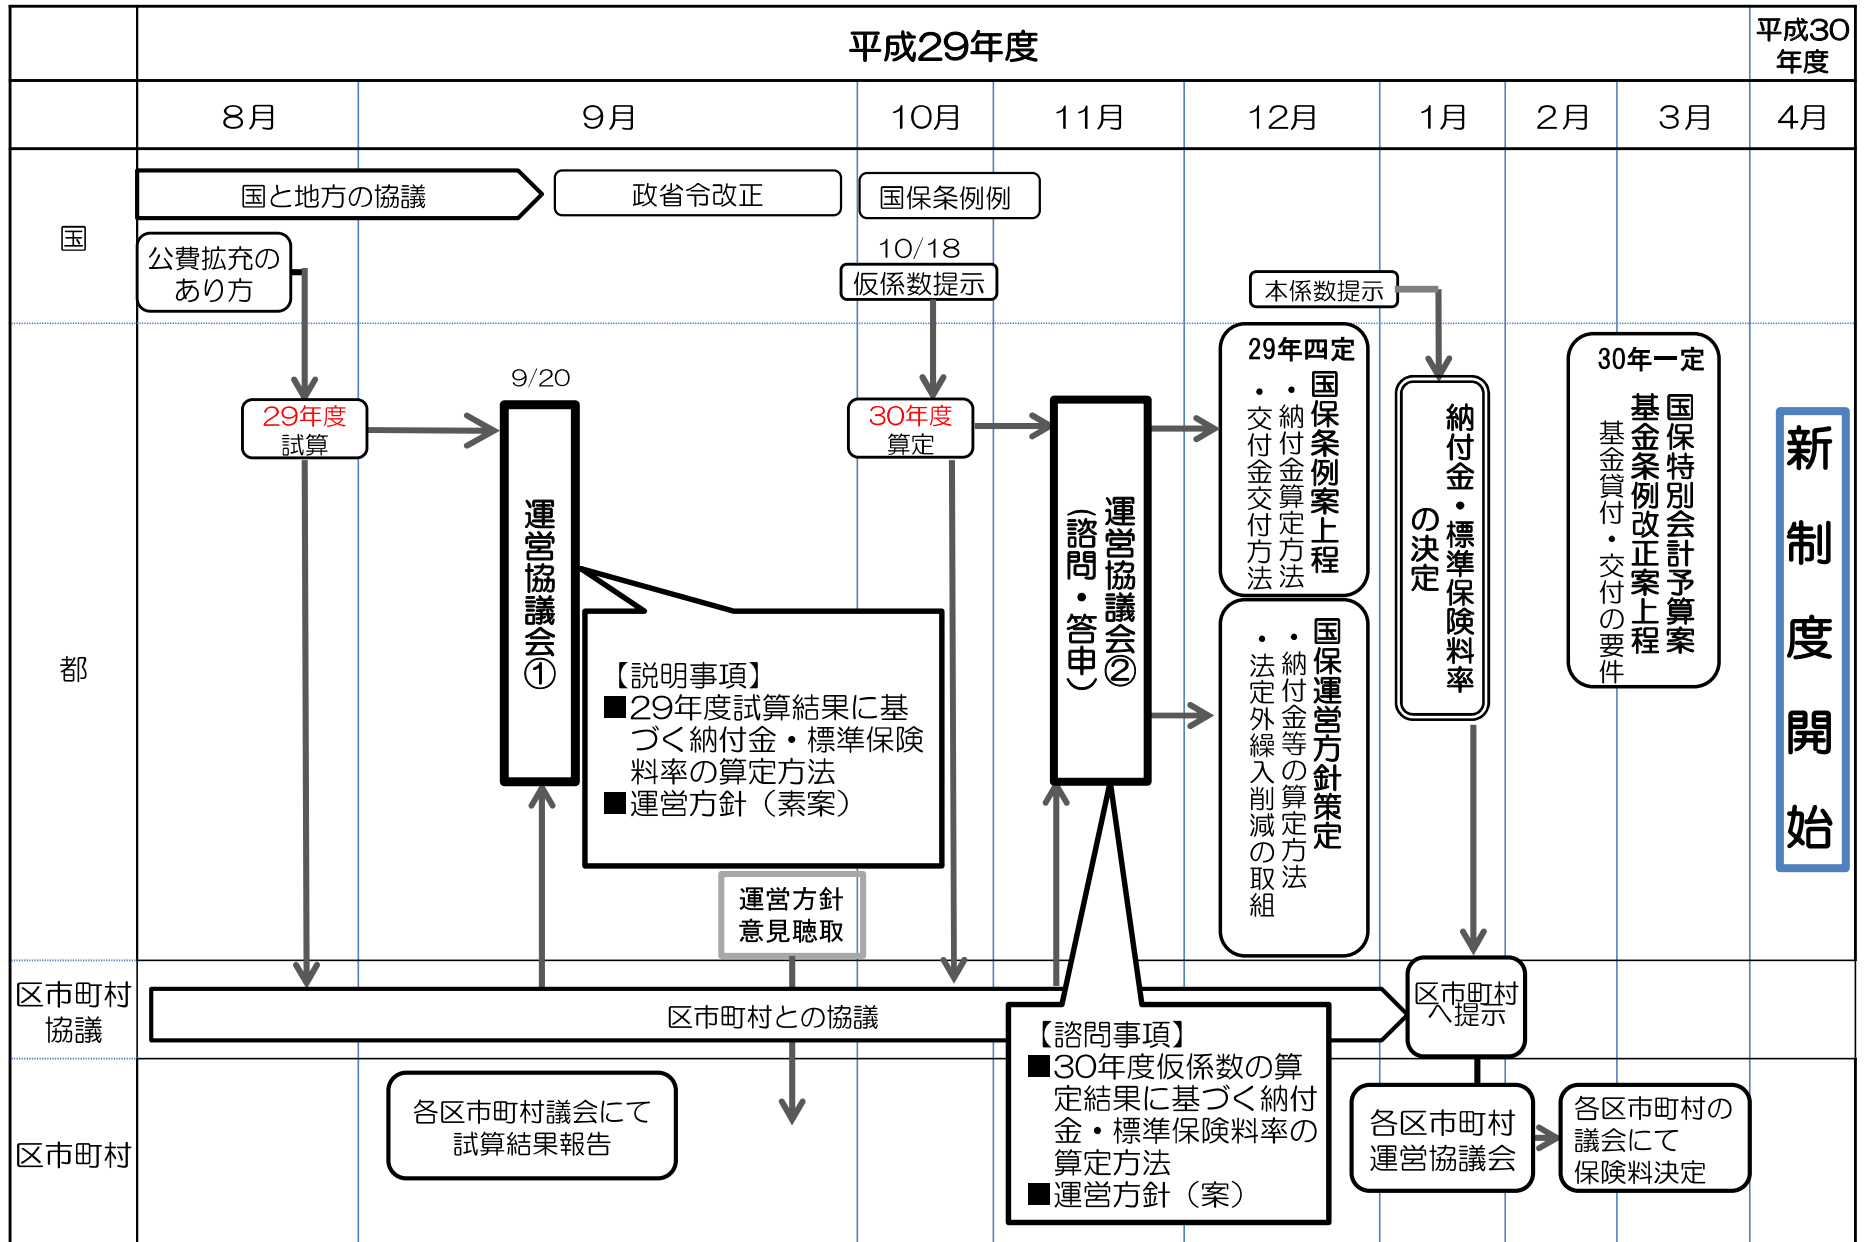 平成29年度
平成30
年度
8月
9月
10月
11月
12月
1月
2月
3月
4月
国
国と地方の協議
政省令改正
国保条例例
公費拡充の
あり方
10/18
仮係数提示
本係数提示
都
29年度
試算
9/20
運営協議会①
【説明事項】
■29年度試算結果に基
づく納付金・標準保険
料率の算定方法
■運営方針（素案）
運営方針
意見聴取
30年度
算定
運営協議会②
（諮問・答申）
29年四定
国保条例案上程
・納付金算定方法
・交付金交付方法
国保運営方針策定
・納付金等の算定方法
・法定外繰入削減の取組
納付金・標準保険料率
の決定
30年一定
国保特別会計予算案
基金条例改正案上程
基金貸付・交付の要件
新制度開始
区市町村
協議
区市町村との協議
区市町村
へ提示
【諮問事項】
■30年度仮係数の算
定結果に基づく納付
金・標準保険料率の
算定方法
■運営方針（案）
区市町村
各区市町村議会にて
試算結果報告
各区市町村
運営協議会
各区市町村の
議会にて
保険料決定